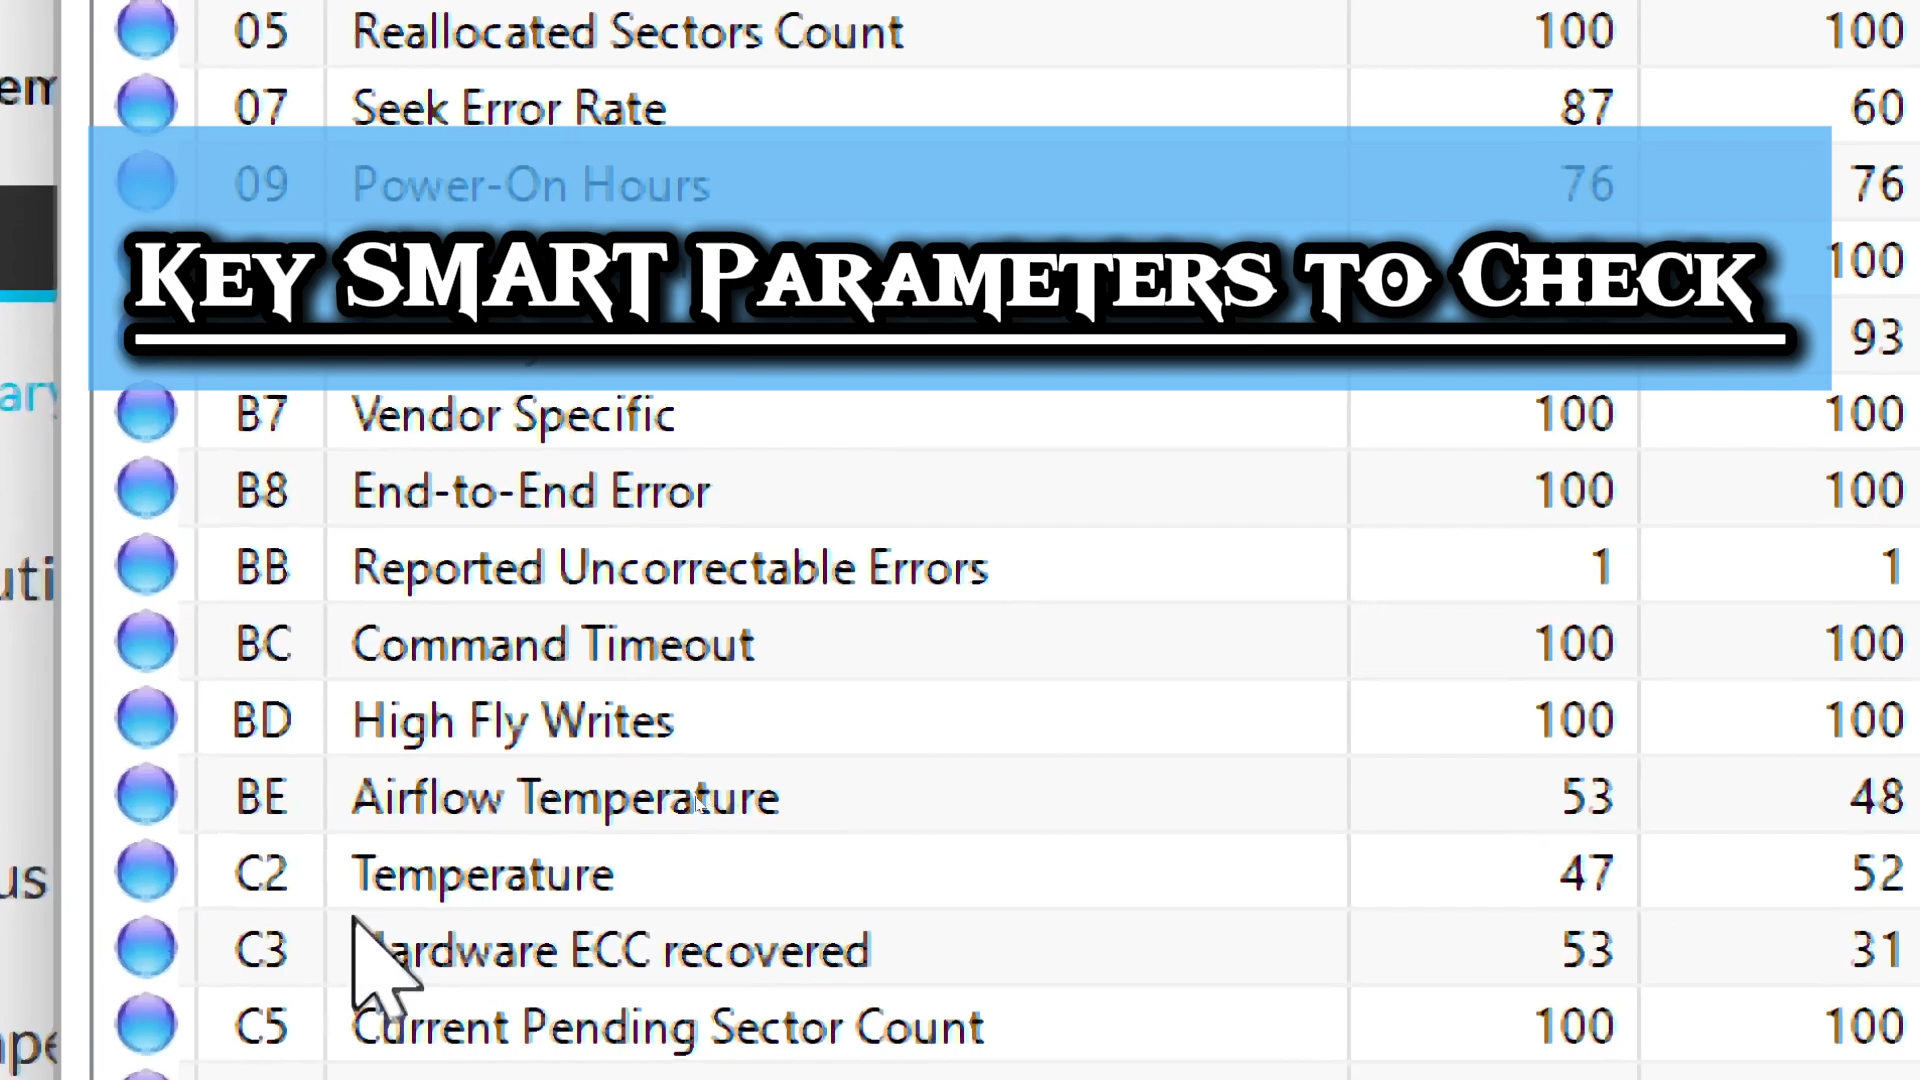 05 Reallocated Sectors Count 100 100
em
07 Seek Error Rate 87 60
09 Power-On Hours 76 76
Key SMART Parameters to Check
100
93
ary
B7 Vendor Specific 100 100
B8 End-to-End Error 100 100
uti
BB Reported Uncorrectable Errors 1 1
BC Command Timeout 100 100
BD High Fly Writes 100 100
BE Airflow Temperature 53 48
us
C2 Temperature 47 52
C3 Hardware ECC recovered 53 31
C5 Current Pending Sector Count 100 100
ape